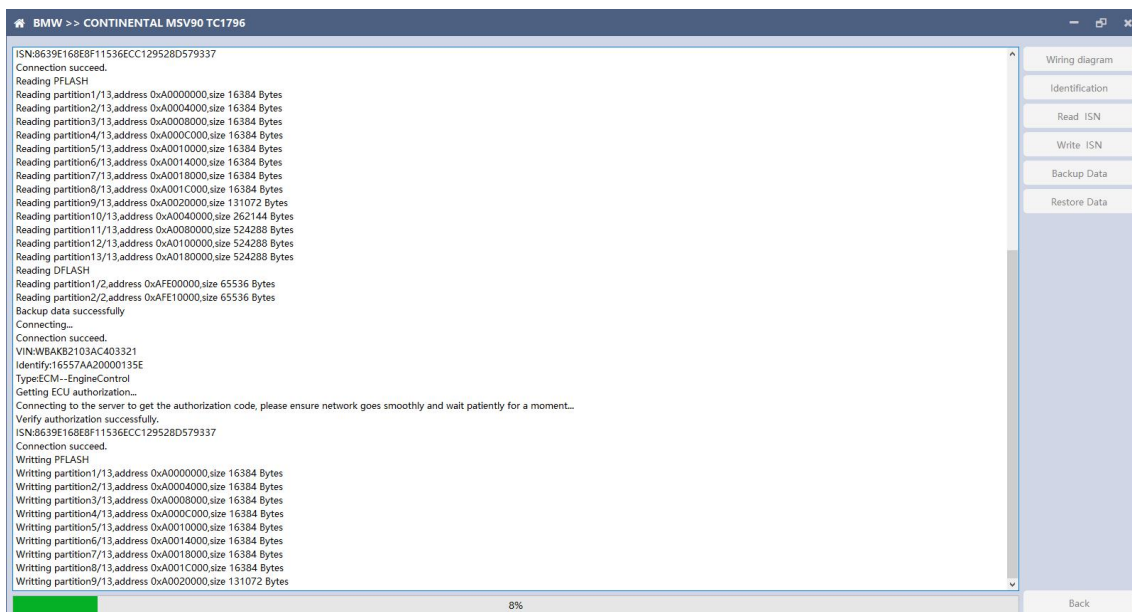 BMW >> CONTINENTAL MSV90 TC1796
ISN:8639E168E8F11536ECC129528D579337
Connection succeed.
Reading PFLASH
Reading partition1/13,address 0xA0000000,size 16384 Bytes
Reading partition2/13,address 0xA0004000,size 16384 Bytes
Reading partition3/13,address 0xA0008000,size 16384 Bytes
Reading partition4/13,address 0xA000C000,size 16384 Bytes
Reading partition5/13,address 0xA0010000,size 16384 Bytes
Reading partition6/13,address 0xA0014000,size 16384 Bytes
Reading partition7/13,address 0xA0018000,size 16384 Bytes
Reading partition8/13,address 0xA001C000,size 16384 Bytes
Reading partition9/13,address 0xA0020000,size 131072 Bytes
Reading partition10/13,address 0xA0040000,size 262144 Bytes
Reading partition11/13,address 0xA0080000,size 524288 Bytes
Reading partition12/13,address 0xA0100000,size 524288 Bytes
Reading partition13/13,address 0xA0180000,size 524288 Bytes
Reading DFLASH
Reading partition1/2,address 0xAFE00000,size 65536 Bytes
Reading partition2/2,address 0xAFE10000,size 65536 Bytes
Backup data successfully
Connecting...
Connection succeed.
VIN:WBAKB2103AC403321
Identify:16557AA20000135E
Type:ECM--EngineControl
Getting ECU authorization...
Connecting to the server to get the authorization code, please ensure network goes smoothly and wait patiently for a moment...
Verify authorization successfully.
ISN:8639E168E8F11536ECC129528D579337
Connection succeed.
Writting PFLASH
Writting partition1/13,address 0xA0000000,size 16384 Bytes
Writting partition2/13,address 0xA0004000,size 16384 Bytes
Writting partition3/13,address 0xA0008000,size 16384 Bytes
Writting partition4/13,address 0xA000C000,size 16384 Bytes
Writting partition5/13,address 0xA0010000,size 16384 Bytes
Writting partition6/13,address 0xA0014000,size 16384 Bytes
Writting partition7/13,address 0xA0018000,size 16384 Bytes
Writting partition8/13,address 0xA001C000,size 16384 Bytes
Writting partition9/13,address 0xA0020000,size 131072 Bytes
8%
Wiring diagram
Identification
Read ISN
Write ISN
Backup Data
Restore Data
Back